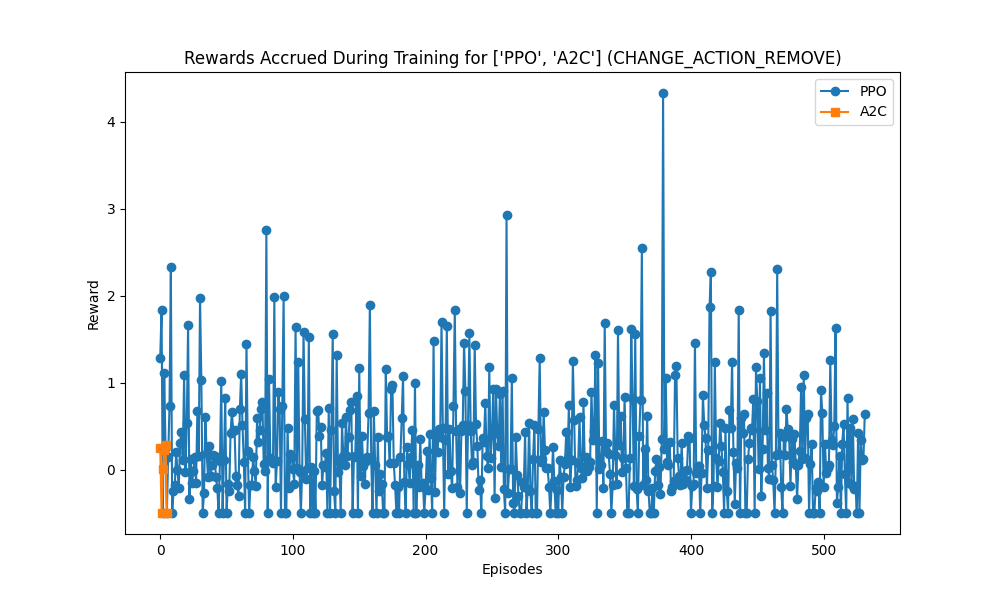 Rewards Accrued During Training for ['PPO', 'A2C'] (CHANGE_ACTION_REMOVE)
PPO
A2C
4
3
2
1
0
Reward
0 100 200 300 400 500
Episodes